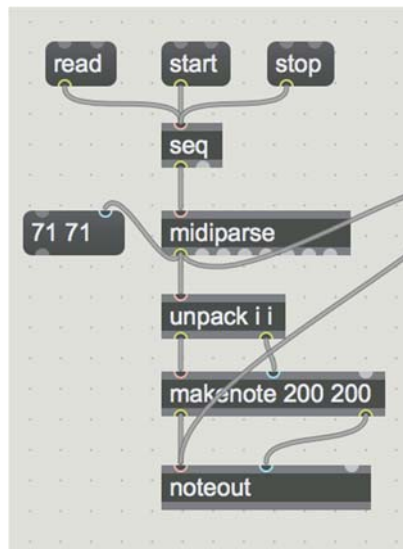 read
start
stop
seq
71 71
midiparse
unpack i i
makenote 200 200
noteout